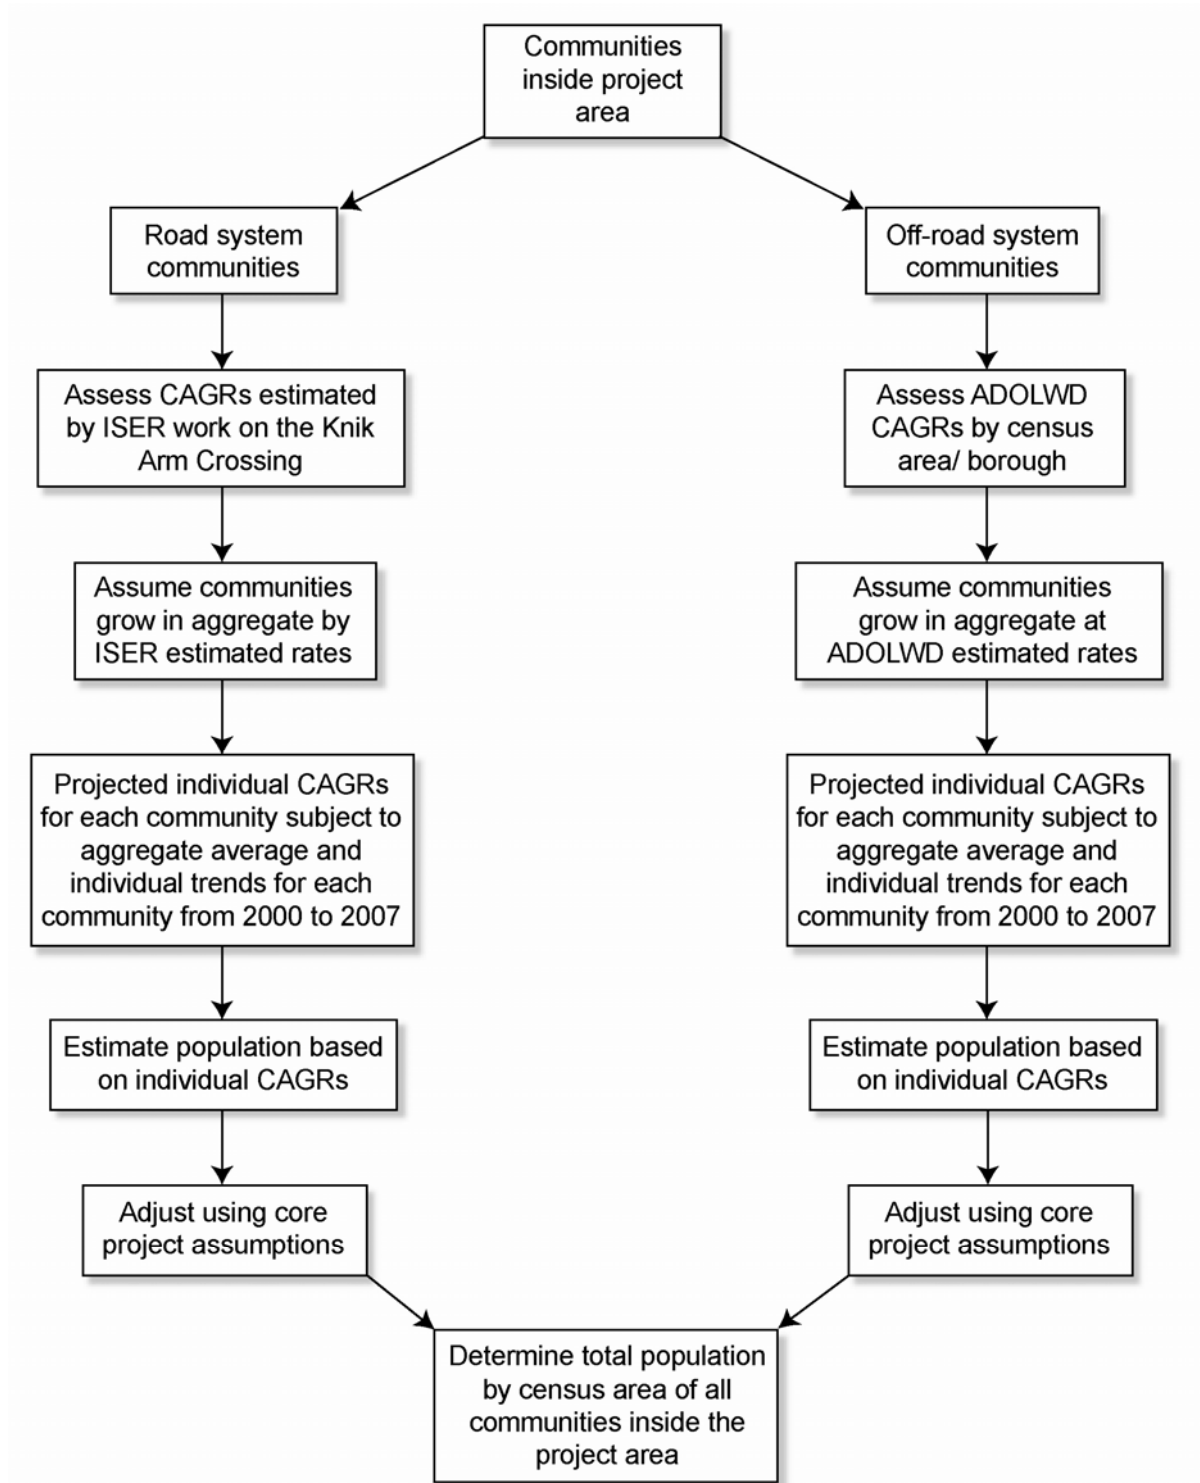 Communities
inside project
area
Road system
communities
Off-road system
communities
Assess CAGRs estimated
by ISER work on the Knik
Arm Crossing
Assess ADOLWD
CAGRs by census
area/ borough
Assume communities
grow in aggregate by
ISER estimated rates
Assume communities
grow in aggregate at
ADOLWD estimated rates
Projected individual CAGRs
for each community subject to
aggregate average and
individual trends for each
community from 2000 to 2007
Projected individual CAGRs
for each community subject to
aggregate average and
individual trends for each
community from 2000 to 2007
Estimate population based
on individual CAGRs
Estimate population based
on individual CAGRs
Adjust using core
project assumptions
Adjust using core
project assumptions
Determine total population
by census area of all
communities inside the
project area